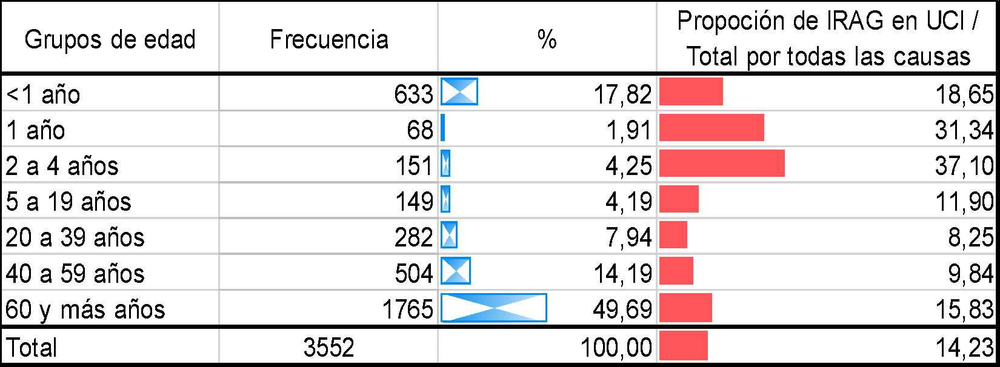 Grupos de edad Frecuencia % Propoción de IRAG en UCI /
Total por todas las causas
<1 año 633 17,82 18,65
1 año 68 1,91 31,34
2 a 4 años 151 4,25 37,10
5 a 19 años 149 4,19 11,90
20 a 39 años 282 7,94 8,25
40 a 59 años 504 14,19 9,84
60 y más años 1765 49,69 15,83
Total 3552 100,00 14,23